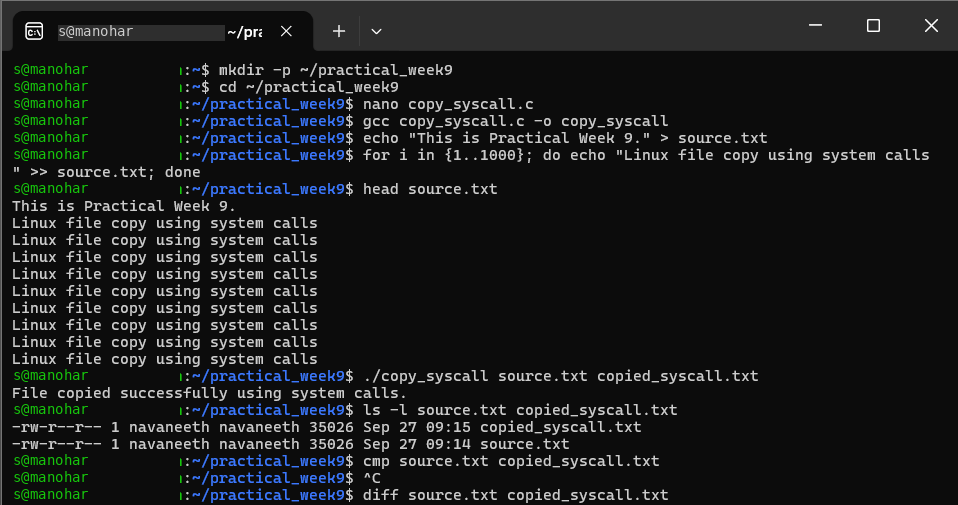 s@manohar ~/pra
s@manohar :~$ mkdir -p ~/practical_week9
s@manohar :~$ cd ~/practical_week9
s@manohar :~/practical_week9$ nano copy_syscall.c
s@manohar :~/practical_week9$ gcc copy_syscall.c -o copy_syscall
s@manohar :~/practical_week9$ echo "This is Practical Week 9." > source.txt
s@manohar :~/practical_week9$ for i in {1..1000}; do echo "Linux file copy using system calls
" >> source.txt; done
s@manohar :~/practical_week9$ head source.txt
This is Practical Week 9.
Linux file copy using system calls
Linux file copy using system calls
Linux file copy using system calls
Linux file copy using system calls
Linux file copy using system calls
Linux file copy using system calls
Linux file copy using system calls
Linux file copy using system calls
Linux file copy using system calls
s@manohar :~/practical_week9$ ./copy_syscall source.txt copied_syscall.txt
File copied successfully using system calls.
s@manohar :~/practical_week9$ ls -l source.txt copied_syscall.txt
-rw-r--r-- 1 navaneeth navaneeth 35026 Sep 27 09:15 copied_syscall.txt
-rw-r--r-- 1 navaneeth navaneeth 35026 Sep 27 09:14 source.txt
s@manohar :~/practical_week9$ cmp source.txt copied_syscall.txt
s@manohar :~/practical_week9$ ^C
s@manohar :~/practical_week9$ diff source.txt copied_syscall.txt